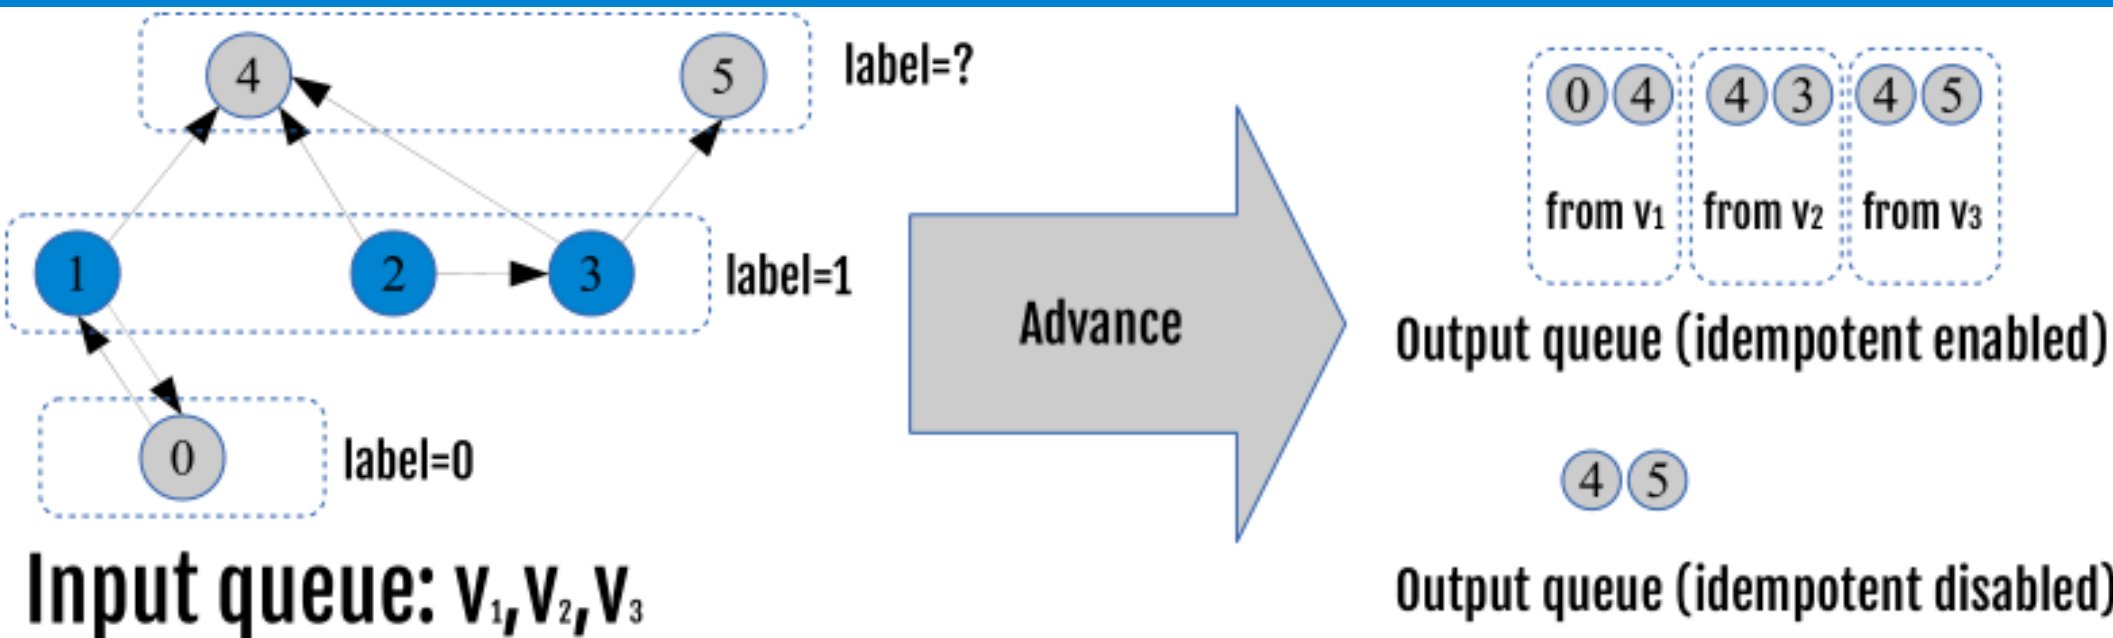 4 5 label=?
1 2 3 label=1
0 label=0
Input queue: v₁,v₂,v₃
Advance
0 4 4 3 4 5
from v₁ from v₂ from v₃
Output queue (idempotent enabled)
4 5
Output queue (idempotent disabled)